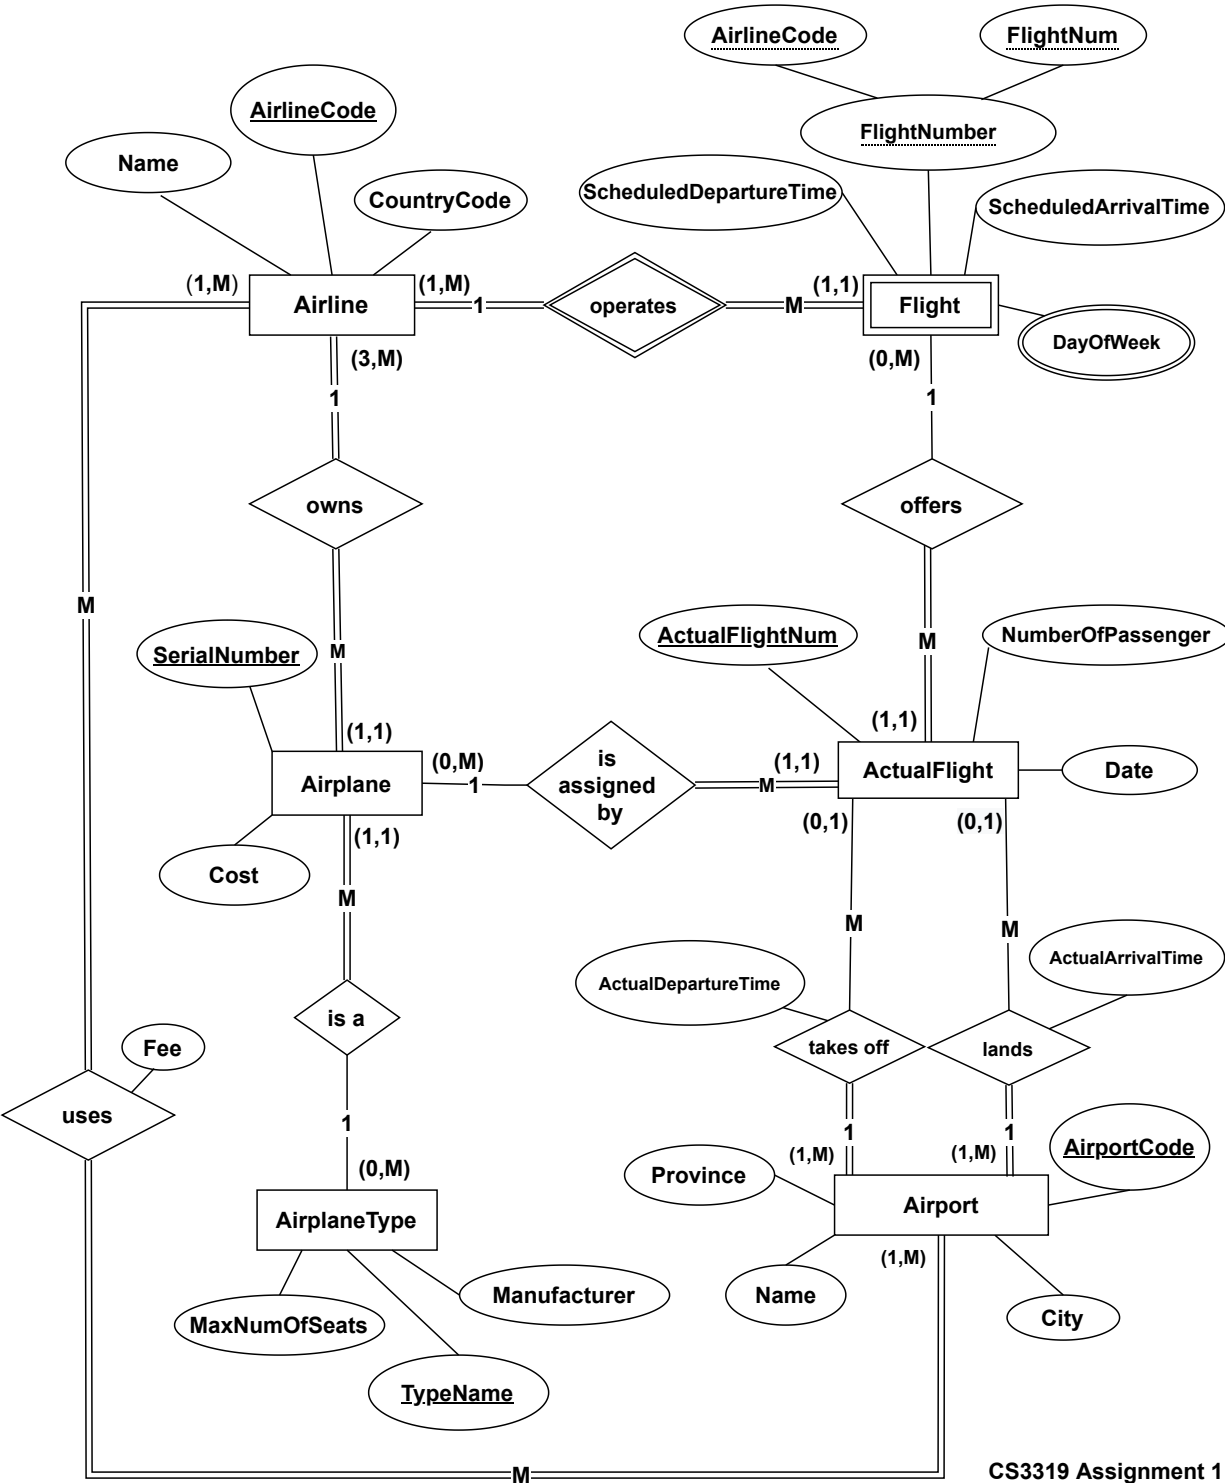 AirlineCode
FlightNum
AirlineCode
FlightNumber
Name
ScheduledDepartureTime
CountryCode
ScheduledArrivalTime
(1,M)
(1,M)
(1,1)
Airline
1
operates
M
Flight
DayOfWeek
(3,M)
(0,M)
1
1
owns
offers
M
ActualFlightNum
NumberOfPassenger
M
SerialNumber
M
(1,1)
(1,1)
(0,M)
is
assigned
by
(1,1)
Airplane
1
M
ActualFlight
Date
(1,1)
(0,1)
(0,1)
Cost
M
M
M
ActualDepartureTime
ActualArrivalTime
is a
Fee
takes off
lands
uses
1
1
1
(0,M)
(1,M)
(1,M)
AirportCode
Province
AirplaneType
Airport
(1,M)
MaxNumOfSeats
Manufacturer
Name
City
TypeName
M
CS3319 Assignment 1